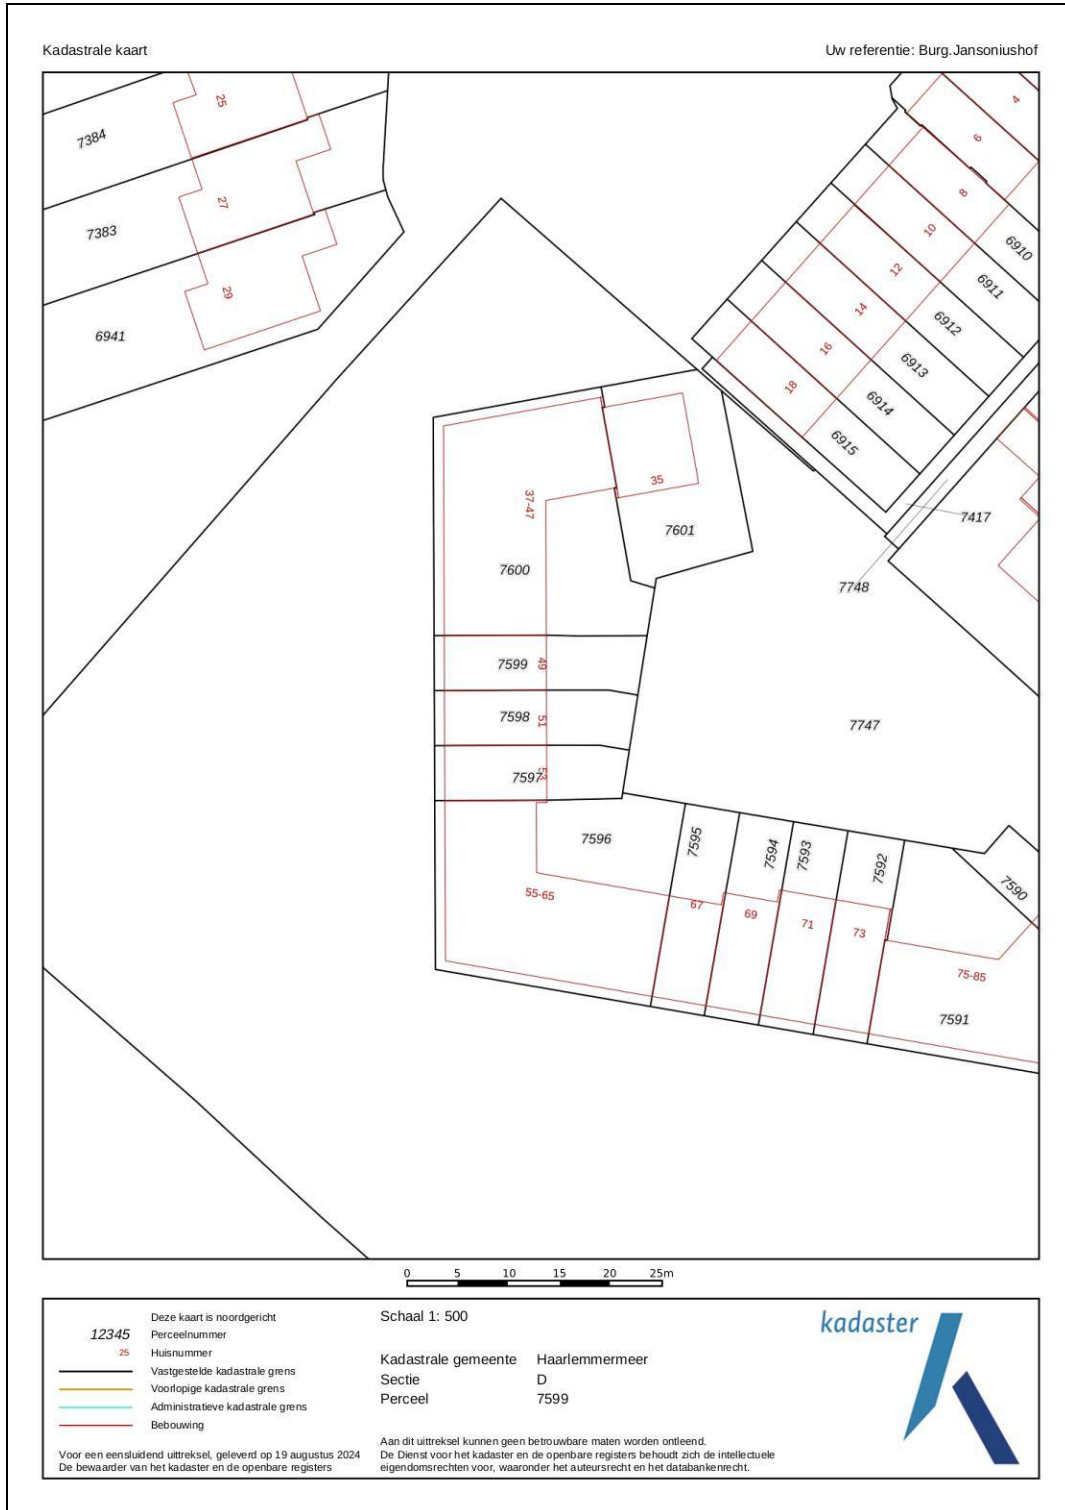 Kadastrale kaart
Uw referentie: Burg.Jansoniushof
25
7384
27
7383
29
6941
4
6
8
6910
10
6911
12
6912
14
6913
16
6914
18
6915
35
37-47
7601
7417
7600
7748
49
7599
51
7598
7747
53
7597
7596
7595
7594
7593
7592
7590
55-65
67
69
71
73
75-85
7591
0 5 10 15 20 25m
Deze kaart is noordgericht
12345 Perceelnummer
25 Huisnummer
Vastgestelde kadastrale grens
Voorlopige kadastrale grens
Administratieve kadastrale grens
Bebouwing
Voor een eensluidend uittreksel, geleverd op 19 augustus 2024
De bewaarder van het kadaster en de openbare registers
Schaal 1: 500
Kadastrale gemeente Haarlemmermeer
Sectie D
Perceel 7599
Aan dit uittreksel kunnen geen betrouwbare maten worden ontleend.
De Dienst voor het kadaster en de openbare registers behoudt zich de intellectuele
eigendomsrechten voor, waaronder het auteursrecht en het databankenrecht.
kadaster